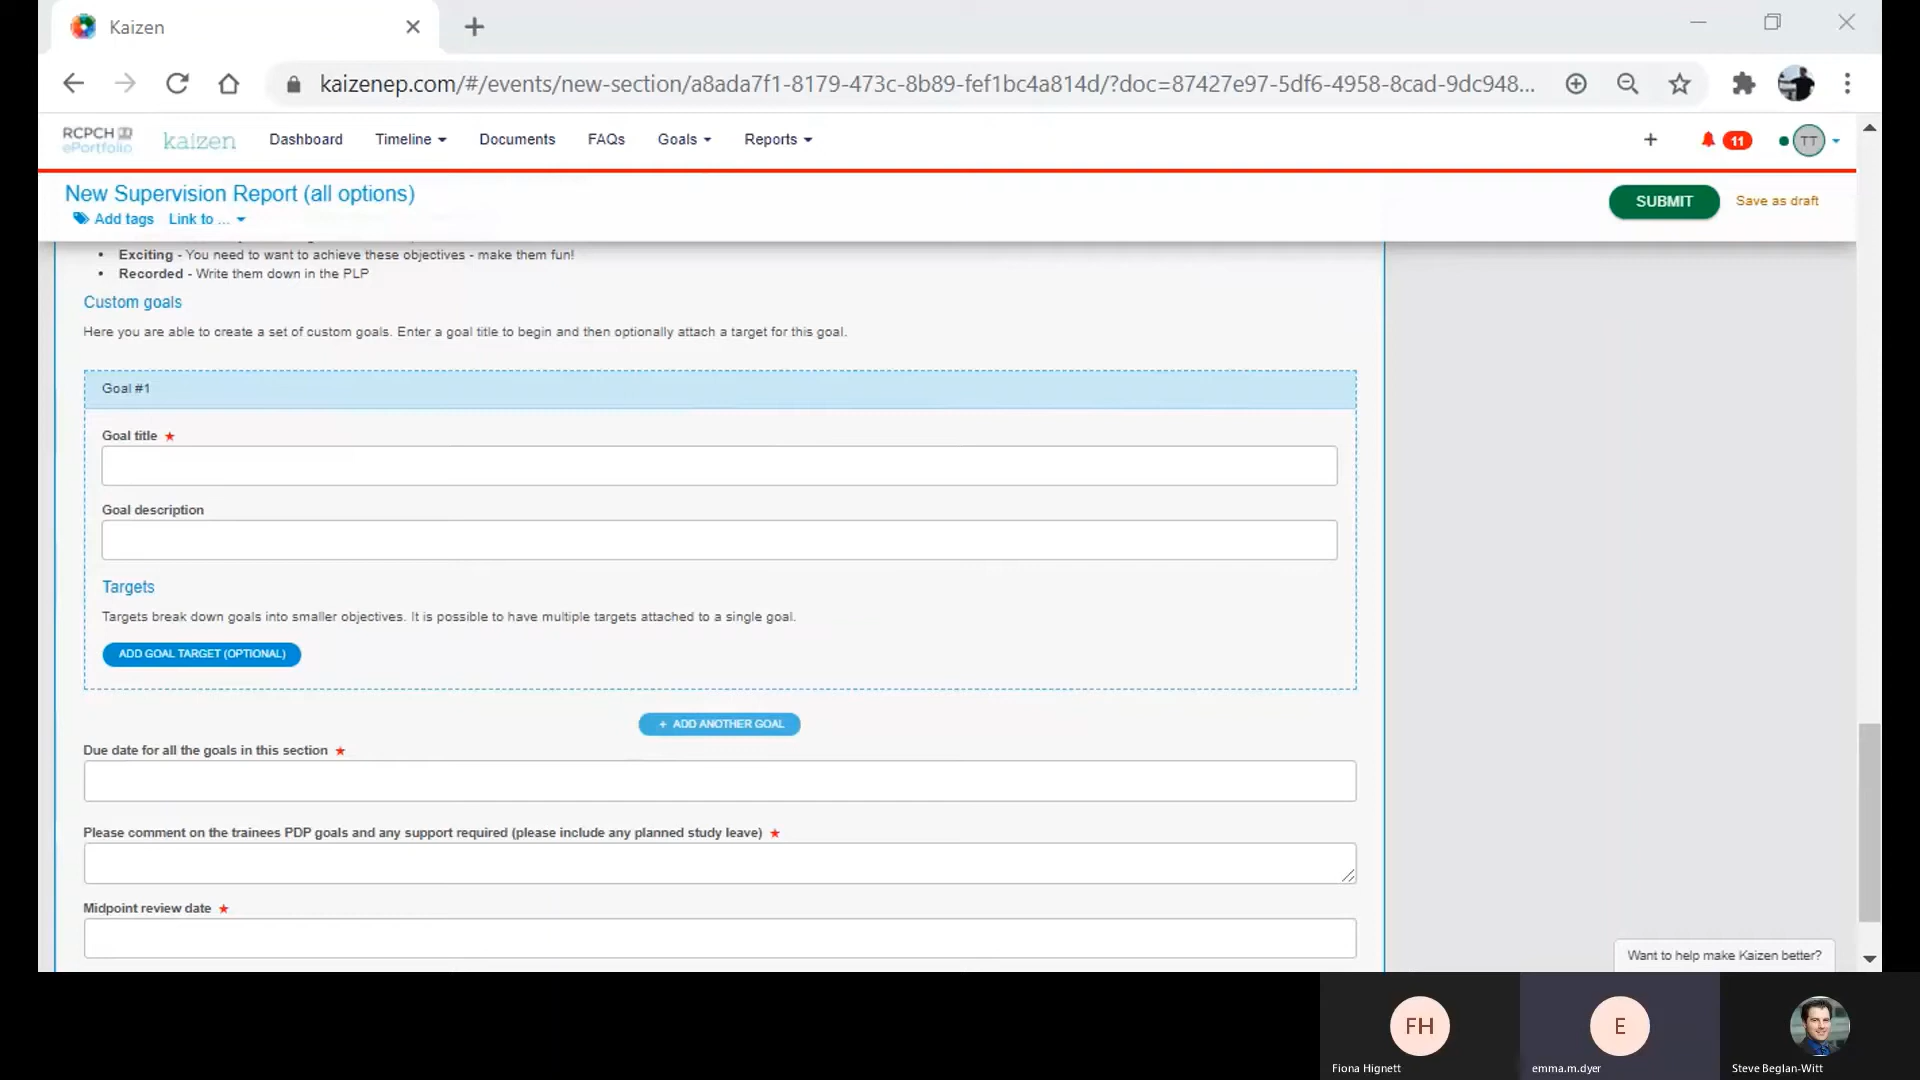 Kaizen
kaizenep.com/#/events/new-section/a8ada7f1-8179-473c-8b89-fef1bc4a814d/?doc=87427e97-5df6-4958-8cad-9dc948...
RCPCH
ePortfolio
kaizen
Dashboard
Timeline
Documents
FAQs
Goals
Reports
11
TT
New Supervision Report (all options)
Add tags
Link to ...
SUBMIT
Save as draft
• Exciting - You need to want to achieve these objectives - make them fun!
• Recorded - Write them down in the PLP
Custom goals
Here you are able to create a set of custom goals. Enter a goal title to begin and then optionally attach a target for this goal.
Goal #1
Goal title ★
Goal description
Targets
Targets break down goals into smaller objectives. It is possible to have multiple targets attached to a single goal.
ADD GOAL TARGET (OPTIONAL)
+ ADD ANOTHER GOAL
Due date for all the goals in this section ★
Please comment on the trainees PDP goals and any support required (please include any planned study leave) ★
Midpoint review date ★
Want to help make Kaizen better?
FH
E
Fiona Hignett
emma.m.dyer
Steve Beglan-Witt